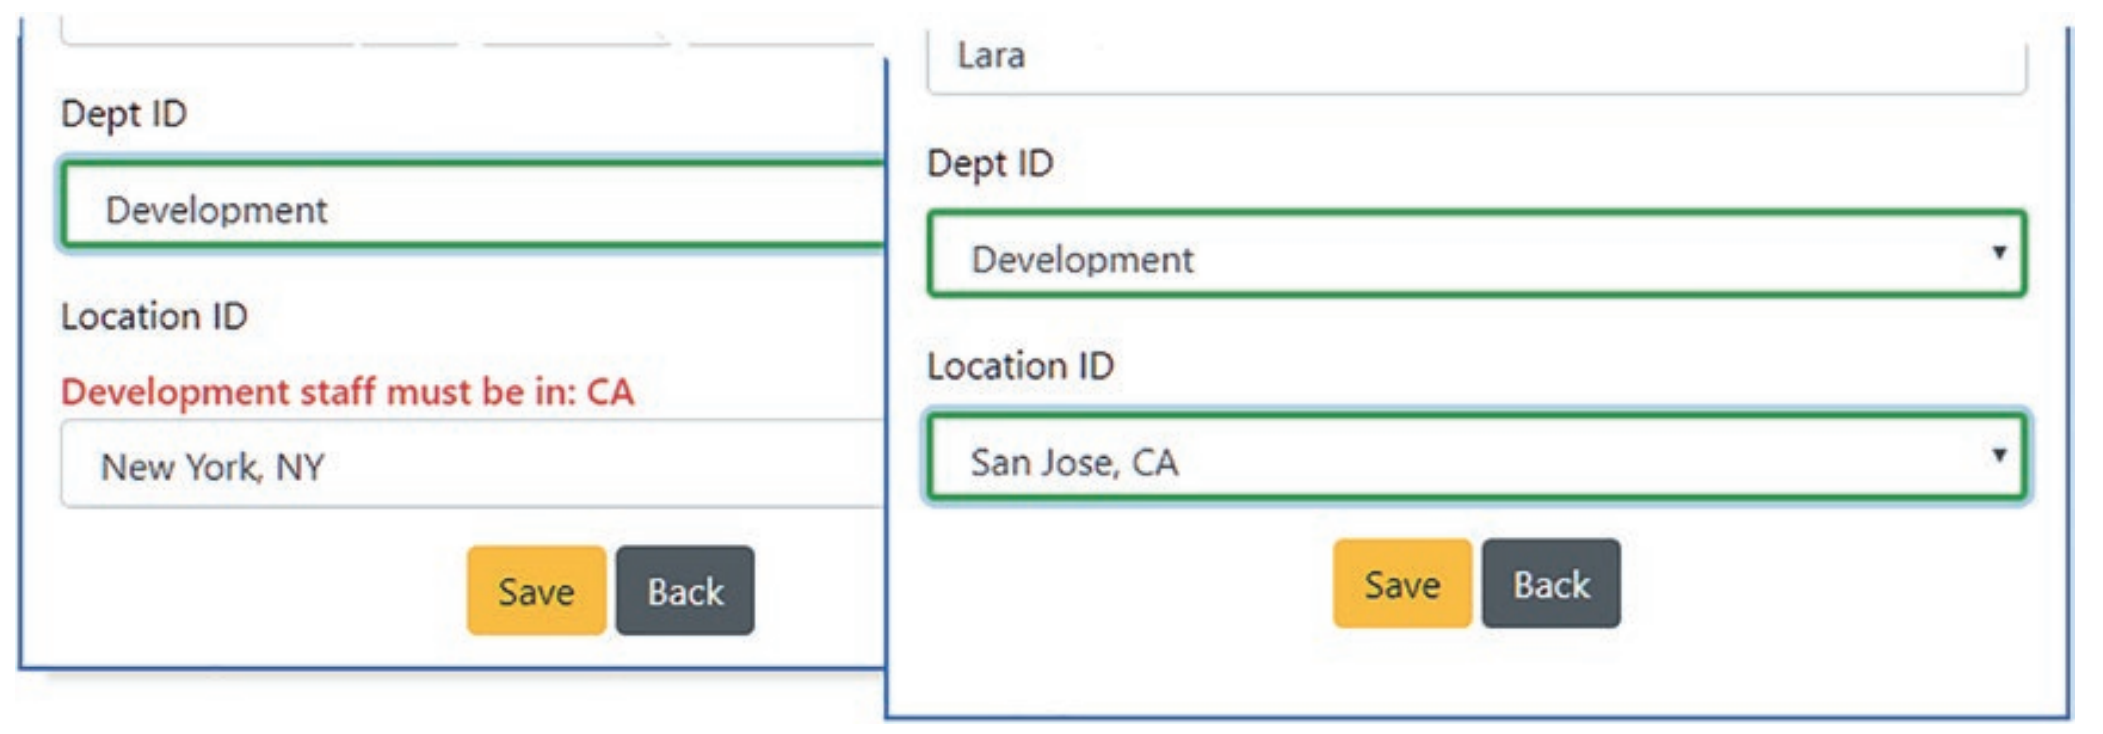 Dept ID
Development
Location ID
Development staff must be in: CA
New York, NY
Save
Back
Lara
Dept ID
Development
Location ID
San Jose, CA
Save
Back